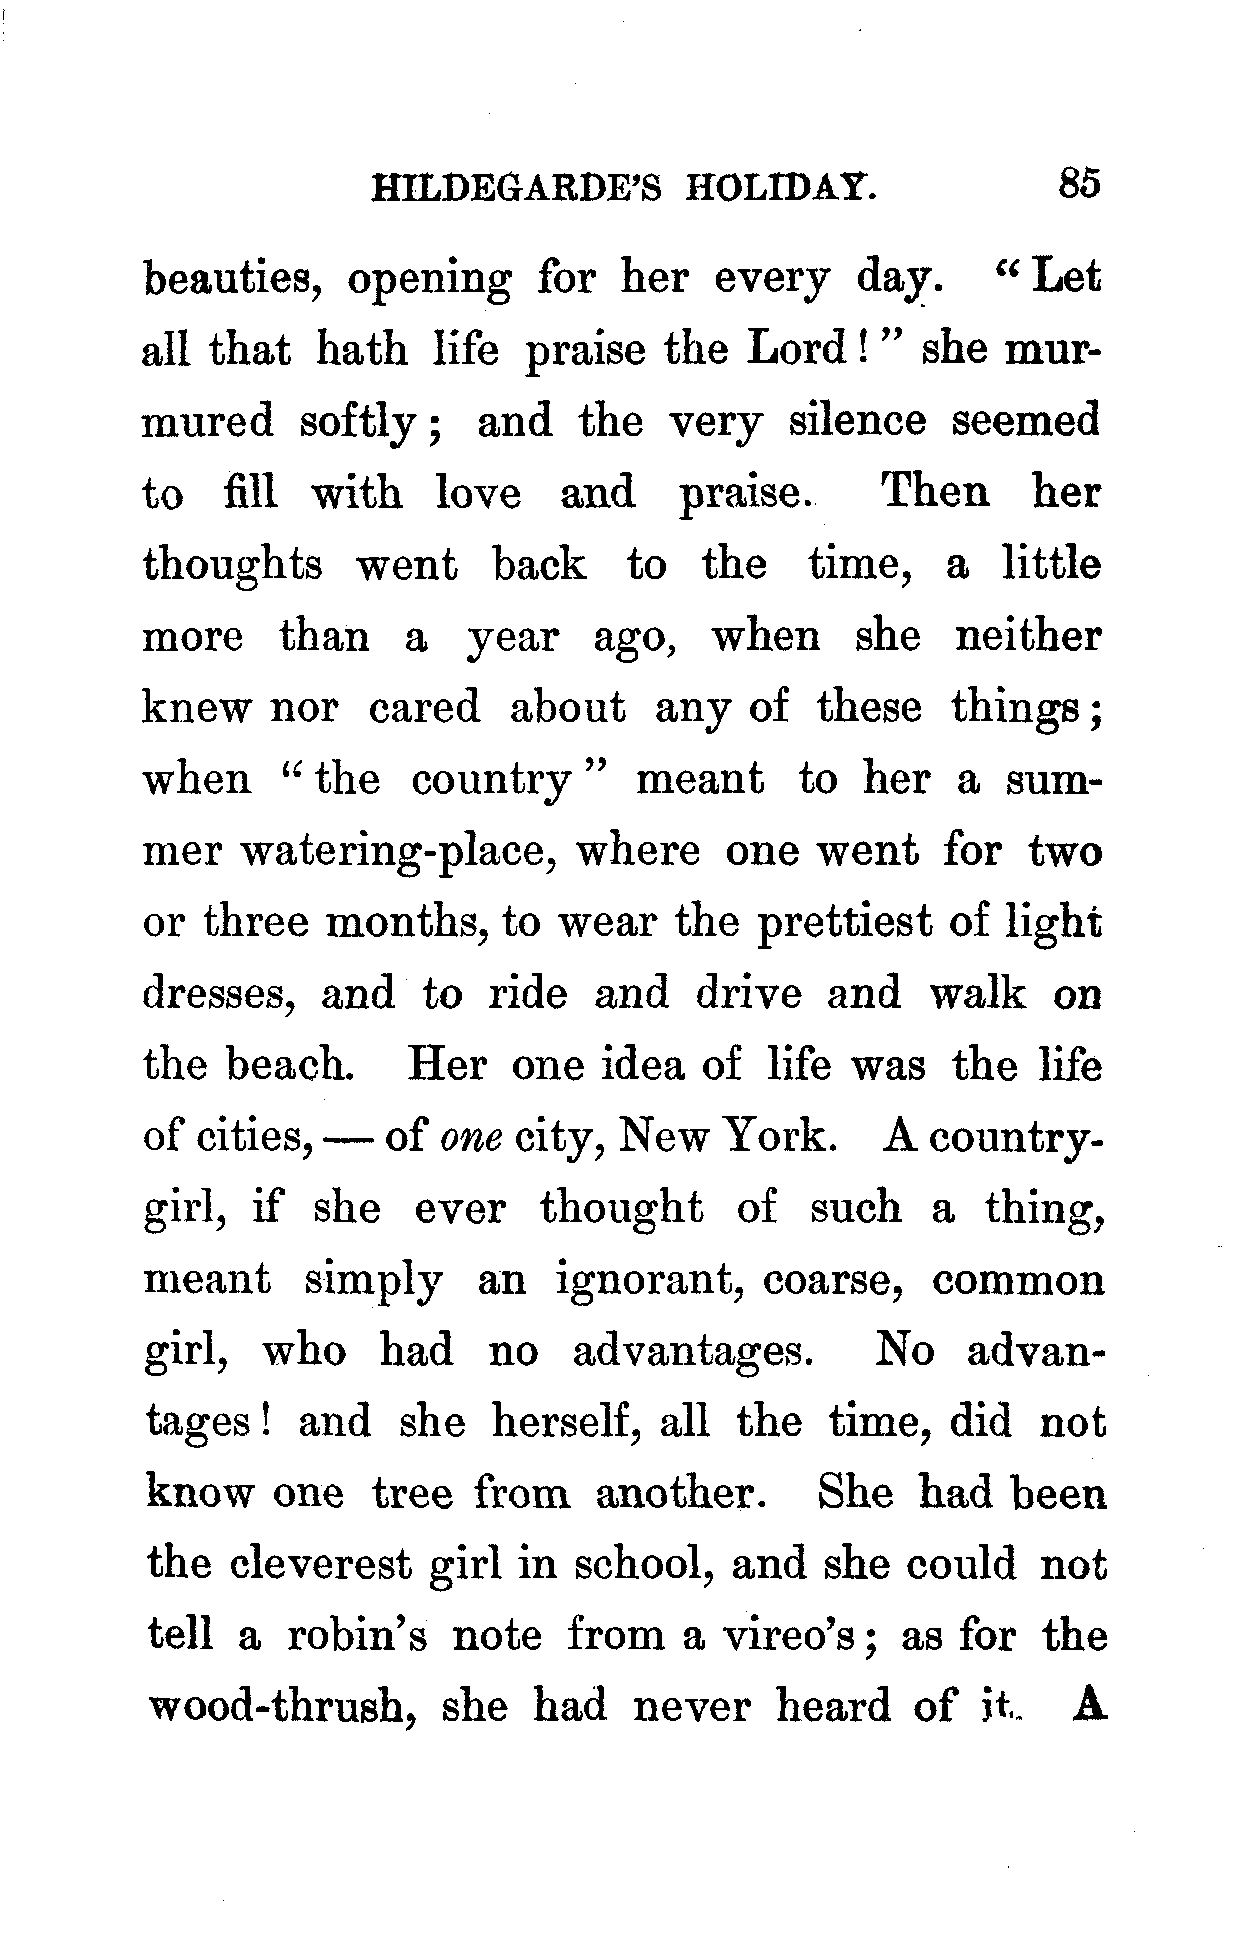 HILDEGARDE'S HOLIDAY. 85
beauties, opening for her every day. "Let
all that hath life praise the Lord!" she mur-
mured softly; and the very silence seemed
to fill with love and praise. Then her
thoughts went back to the time, a little
more than a year ago, when she neither
knew nor cared about any of these things;
when "the country" meant to her a sum-
mer watering-place, where one went for two
or three months, to wear the prettiest of light
dresses, and to ride and drive and walk on
the beach. Her one idea of life was the life
of cities, — of one city, New York. A country-
girl, if she ever thought of such a thing,
meant simply an ignorant, coarse, common
girl, who had no advantages. No advan-
tages! and she herself, all the time, did not
know one tree from another. She had been
the cleverest girl in school, and she could not
tell a robin's note from a vireo's; as for the
wood-thrush, she had never heard of it. A